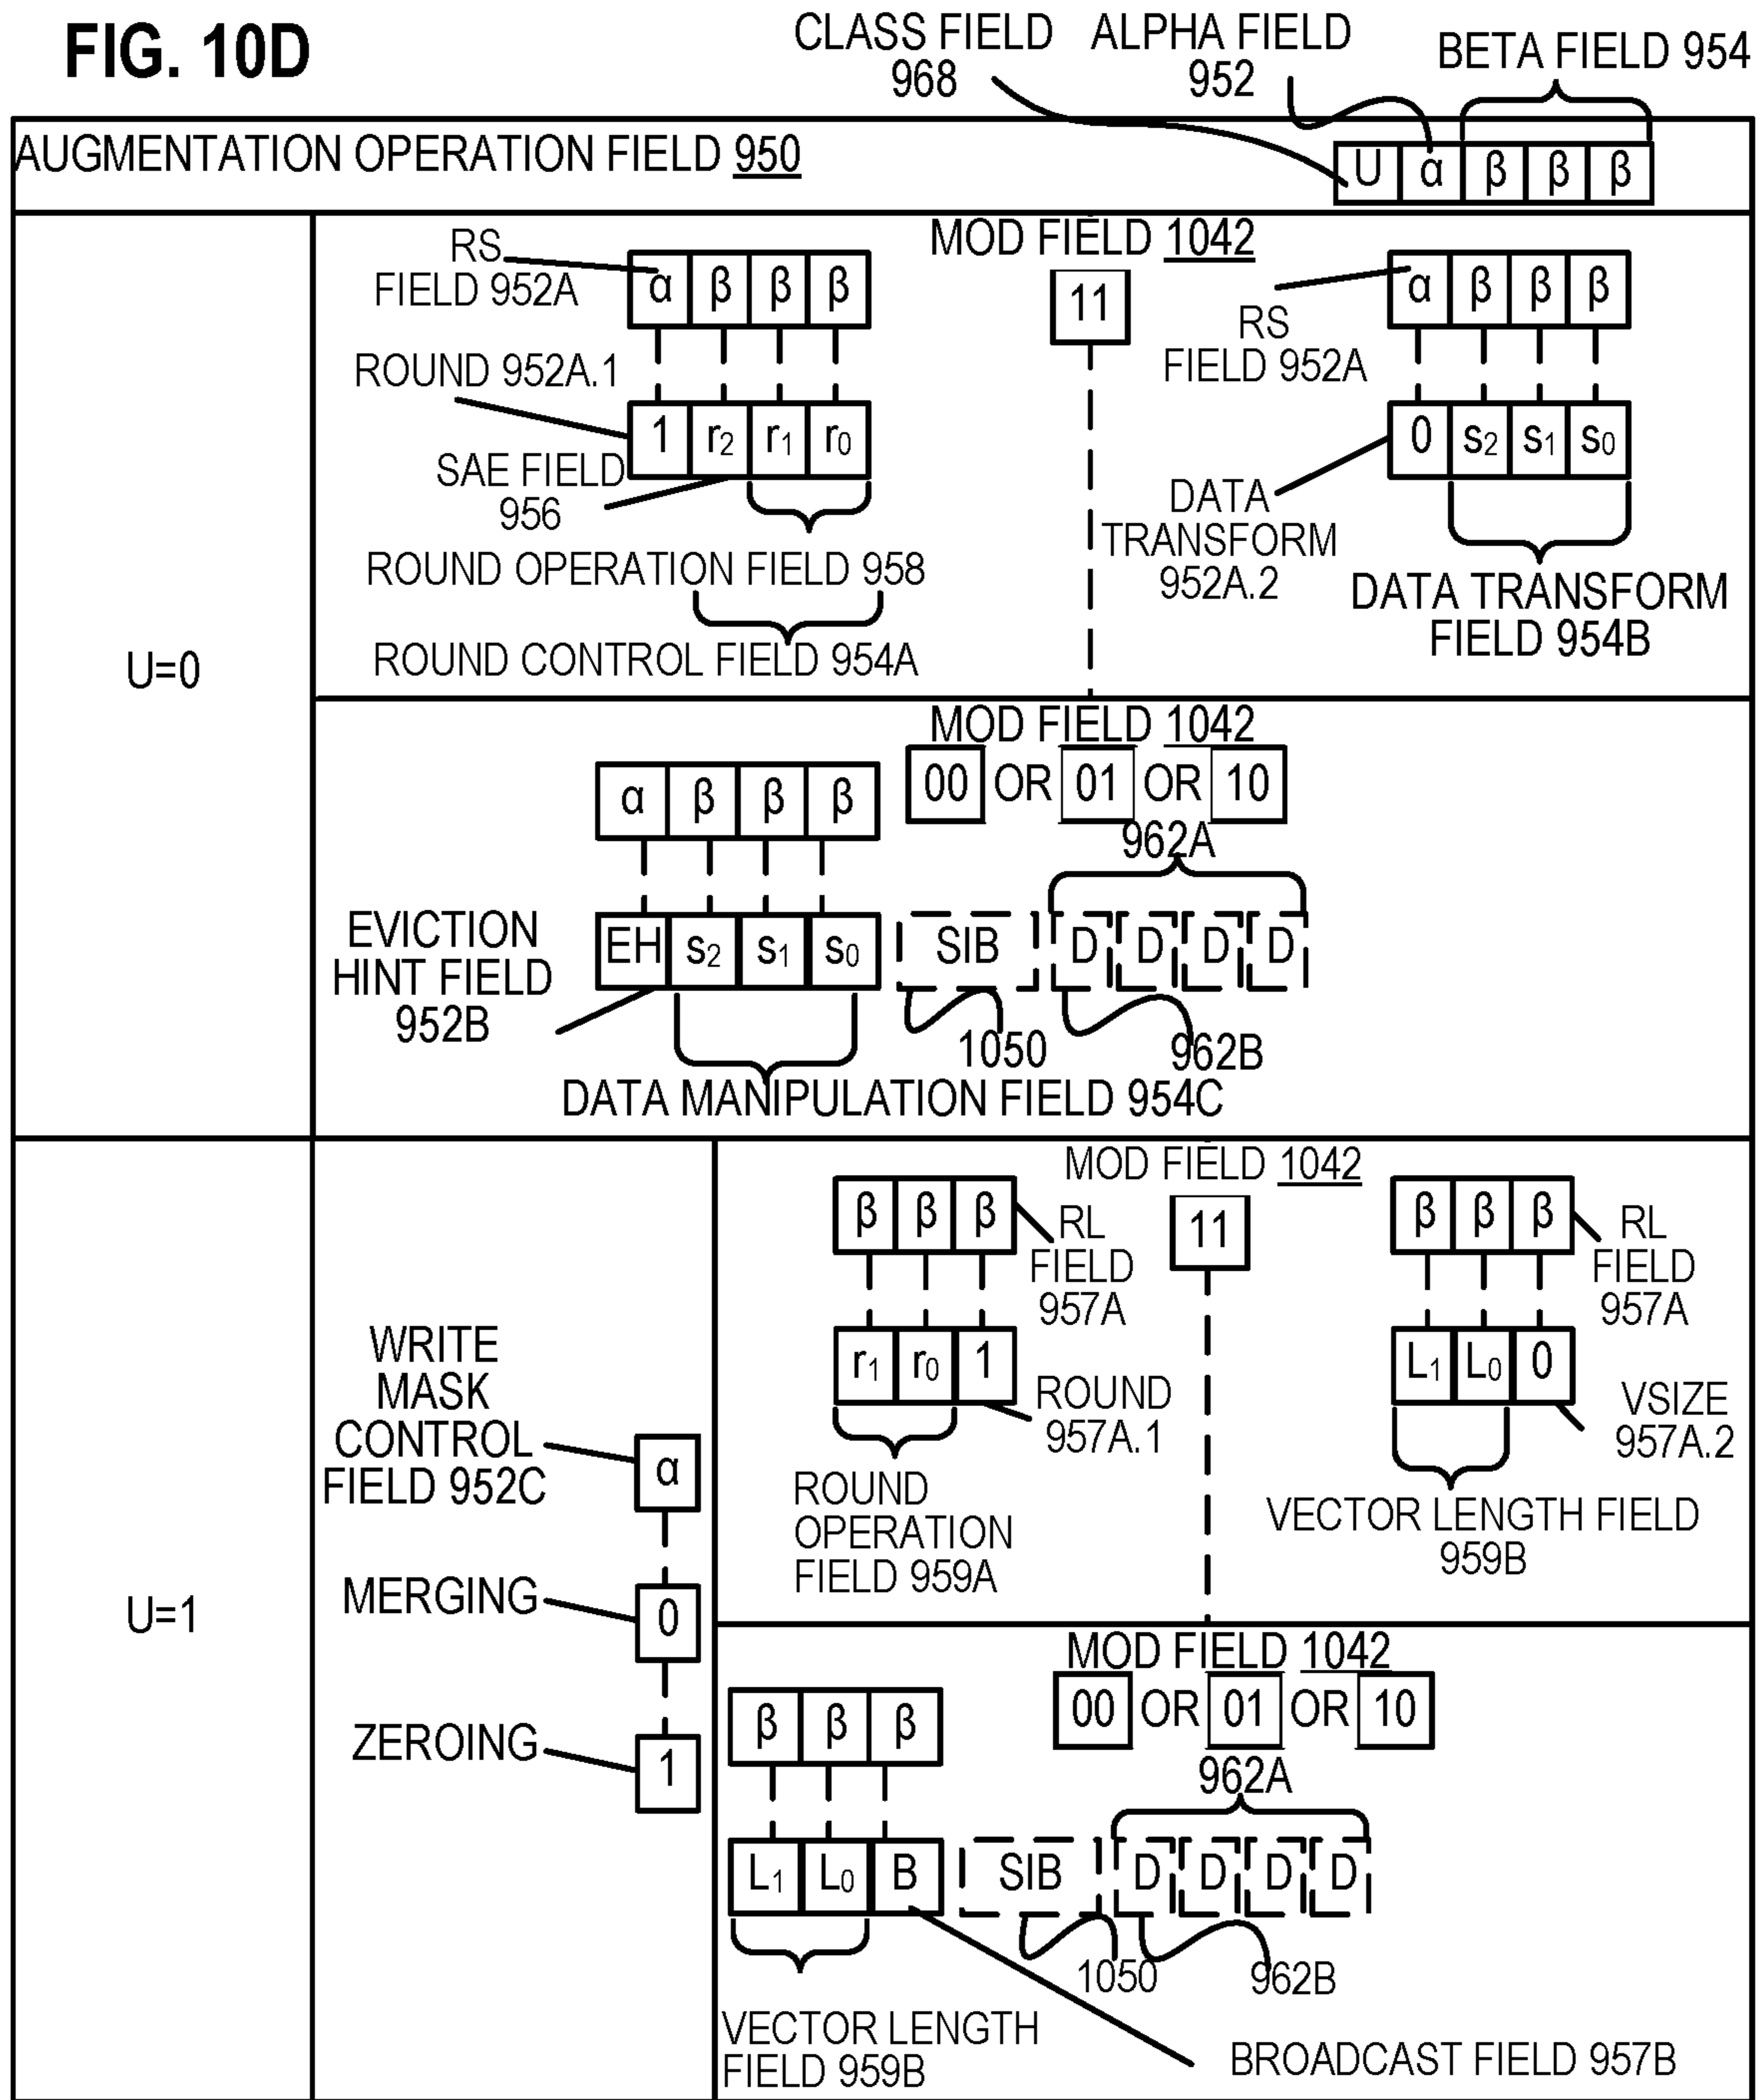 FIG. 10D
CLASS FIELD
968
ALPHA FIELD
952
BETA FIELD 954
AUGMENTATION OPERATION FIELD 950
U α β β β
U=0
MOD FIELD 1042
11
RS
FIELD 952A
α β β β
ROUND 952A.1
1 r₂ r₁ r₀
SAE FIELD
956
ROUND OPERATION FIELD 958
ROUND CONTROL FIELD 954A
α β β β
RS
FIELD 952A
0 s₂ s₁ s₀
DATA
TRANSFORM
952A.2
DATA TRANSFORM
FIELD 954B
MOD FIELD 1042
00 OR 01 OR 10
α β β β
962A
EVICTION
HINT FIELD
952B
EH s₂ s₁ s₀ SIB D D D D
1050
962B
DATA MANIPULATION FIELD 954C
U=1
WRITE
MASK
CONTROL
FIELD 952C
α
MERGING
0
ZEROING
1
MOD FIELD 1042
11
β β β
RL
FIELD
957A
r₁ r₀ 1
ROUND
957A.1
ROUND
OPERATION
FIELD 959A
β β β
RL
FIELD
957A
L₁ L₀ 0
VSIZE
957A.2
VECTOR LENGTH FIELD
959B
MOD FIELD 1042
00 OR 01 OR 10
β β β
962A
L₁ L₀ B SIB D D D D
1050
962B
VECTOR LENGTH
FIELD 959B
BROADCAST FIELD 957B